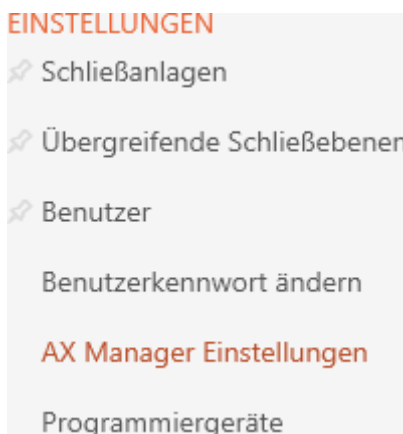 EINSTELLUNGEN
Schließanlagen
Übergreifende Schließebenen
Benutzer
Benutzerkennwort ändern
AX Manager Einstellungen
Programmiergeräte